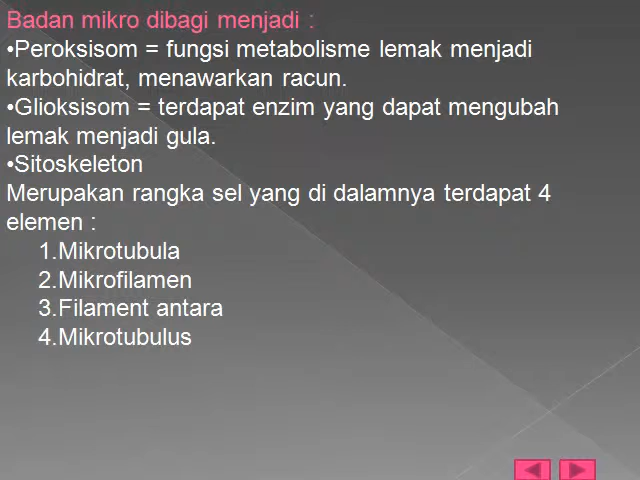 Badan mikro dibagi menjadi :
•Peroksisom = fungsi metabolisme lemak menjadi
karbohidrat, menawarkan racun.
•Glioksisom = terdapat enzim yang dapat mengubah
lemak menjadi gula.
•Sitoskeleton
Merupakan rangka sel yang di dalamnya terdapat 4
elemen :
1.Mikrotubula
2.Mikrofilamen
3.Filament antara
4.Mikrotubulus